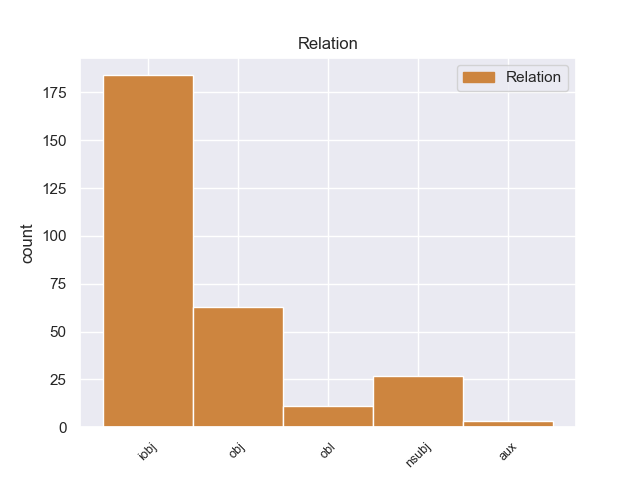 Relation
Relation
count
175
150
125
100
75
50
25
0
iobj
obj
obl
nsubj
aux